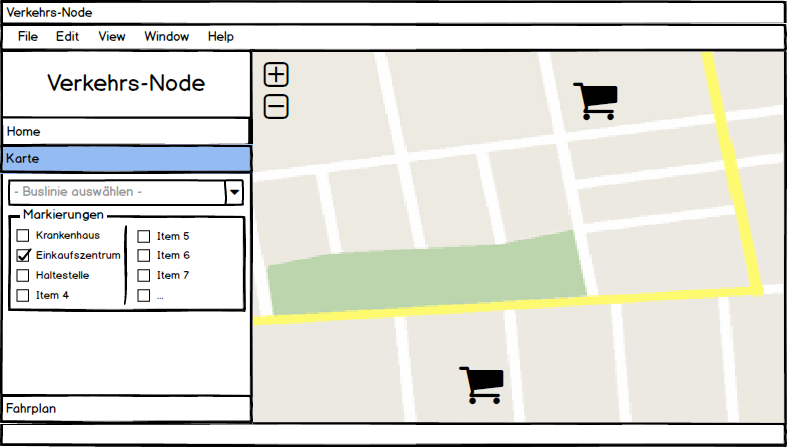 Verkehrs-Node
File Edit View Window Help
Verkehrs-Node
Home
Karte
- Buslinie auswählen -
Markierungen
Krankenhaus
Einkaufszentrum
Haltestelle
Item 4
Item 5
Item 6
Item 7
...
Fahrplan